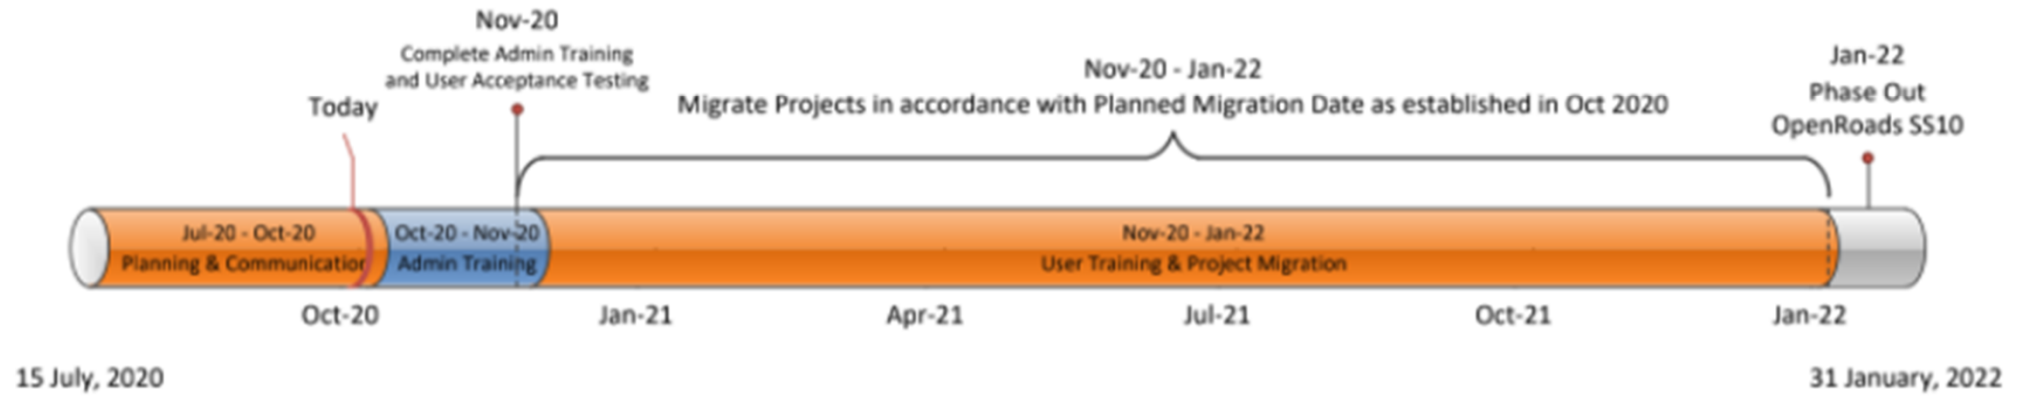 Nov-20
Complete Admin Training
and User Acceptance Testing
Today
Nov-20 - Jan-22
Migrate Projects in accordance with Planned Migration Date as established in Oct 2020
Jan-22
Phase Out
OpenRoads SS10
Jul-20 - Oct-20
Planning & Communication
Oct-20 - Nov-20
Admin Training
Nov-20 - Jan-22
User Training & Project Migration
Oct-20
Jan-21
Apr-21
Jul-21
Oct-21
Jan-22
15 July, 2020
31 January, 2022